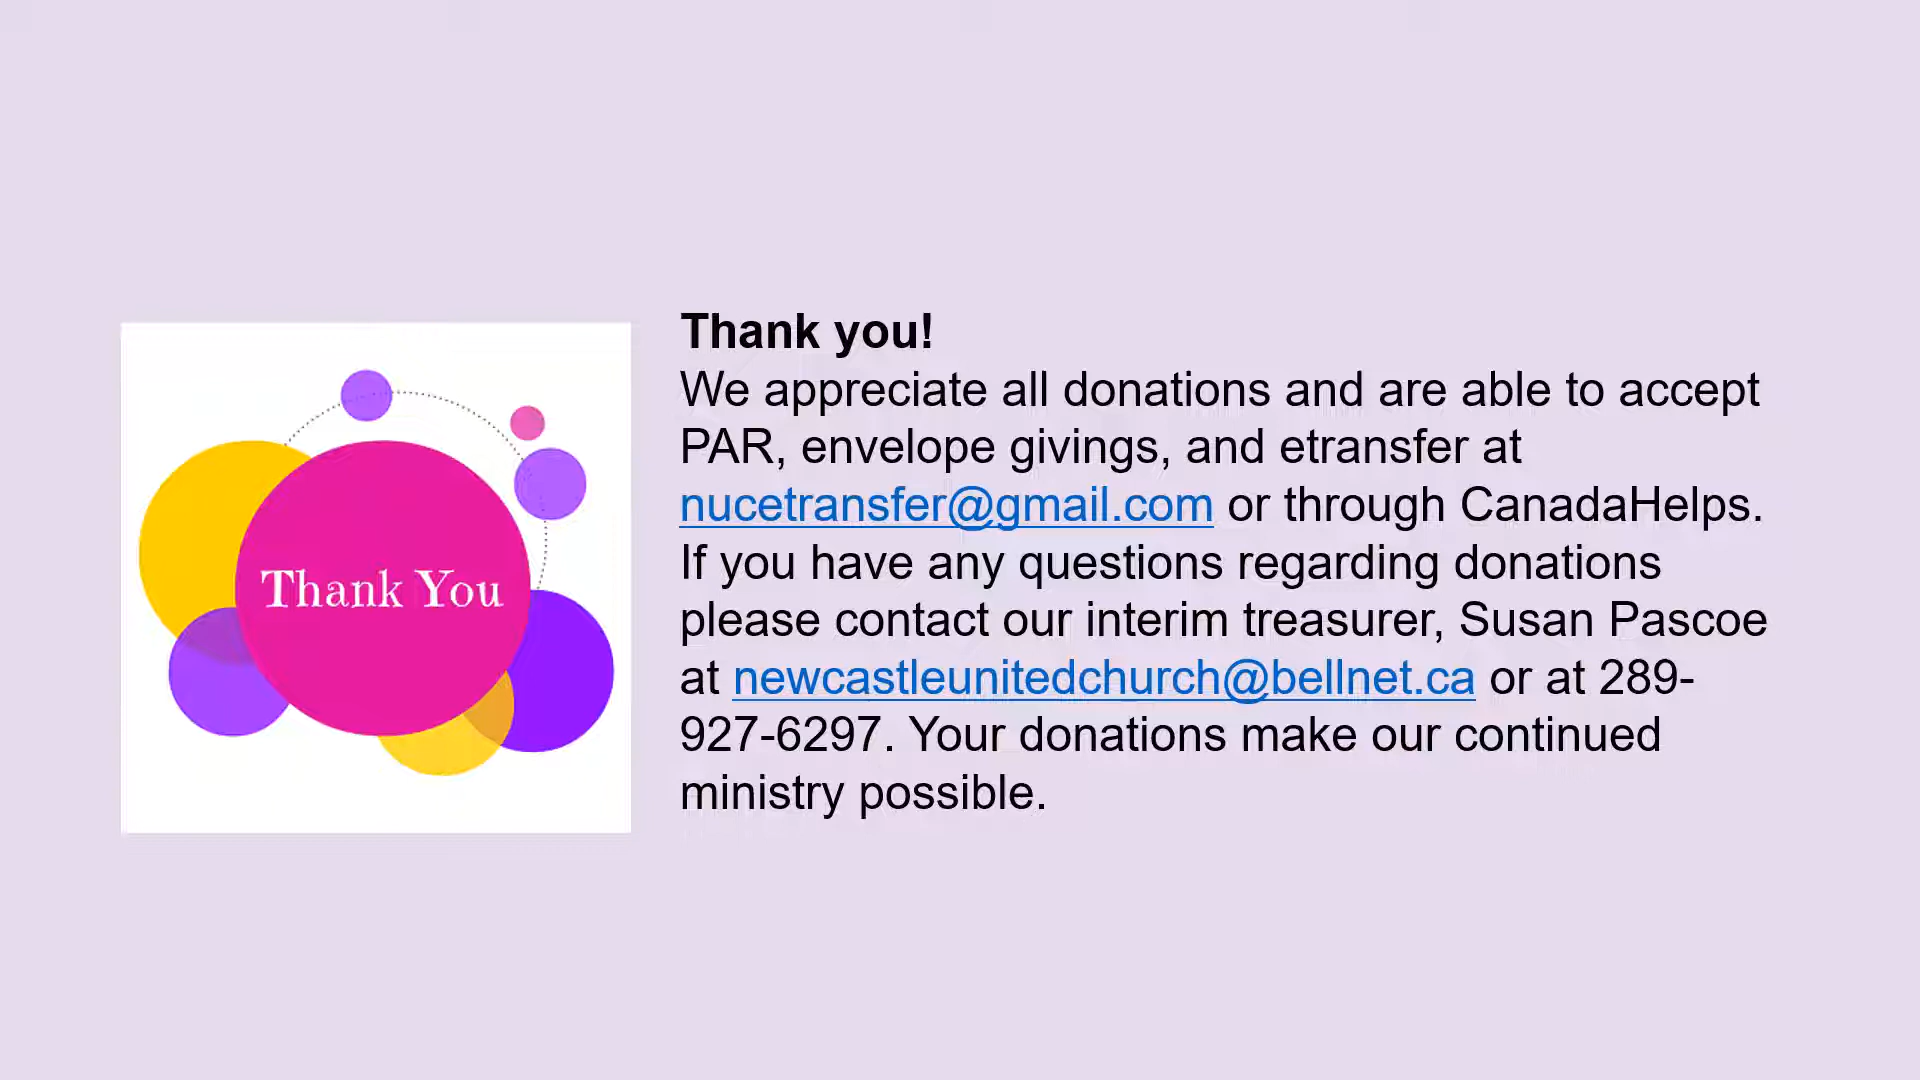 Thank You
Thank you!
We appreciate all donations and are able to accept
PAR, envelope givings, and etransfer at
nucetransfer@gmail.com or through CanadaHelps.
If you have any questions regarding donations
please contact our interim treasurer, Susan Pascoe
at newcastleunitedchurch@bellnet.ca or at 289-
927-6297. Your donations make our continued
ministry possible.